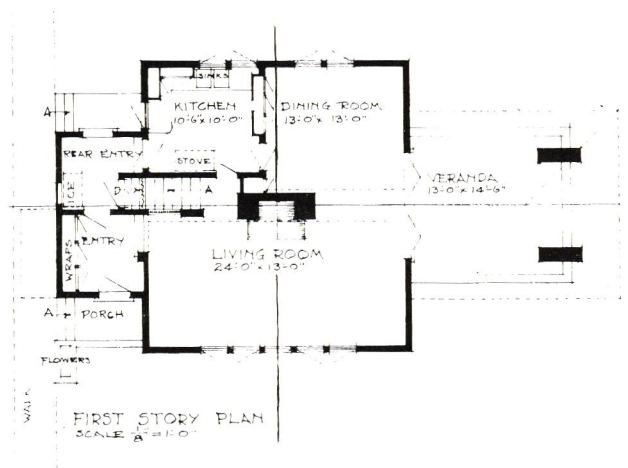 SINKS
KITCHEN
10'-6" x 10'-0"
DINING ROOM
13'-0" x 13'-0"
A
REAR ENTRY
STOVE
VERANDA
13'-0" x 14'-6"
ICE
D
A
ENTRY
WRAPS
LIVING ROOM
24'-0" x 13'-0"
A
PORCH
FLOWERS
WALK
FIRST STORY PLAN
SCALE 1/8" = 1'-0"